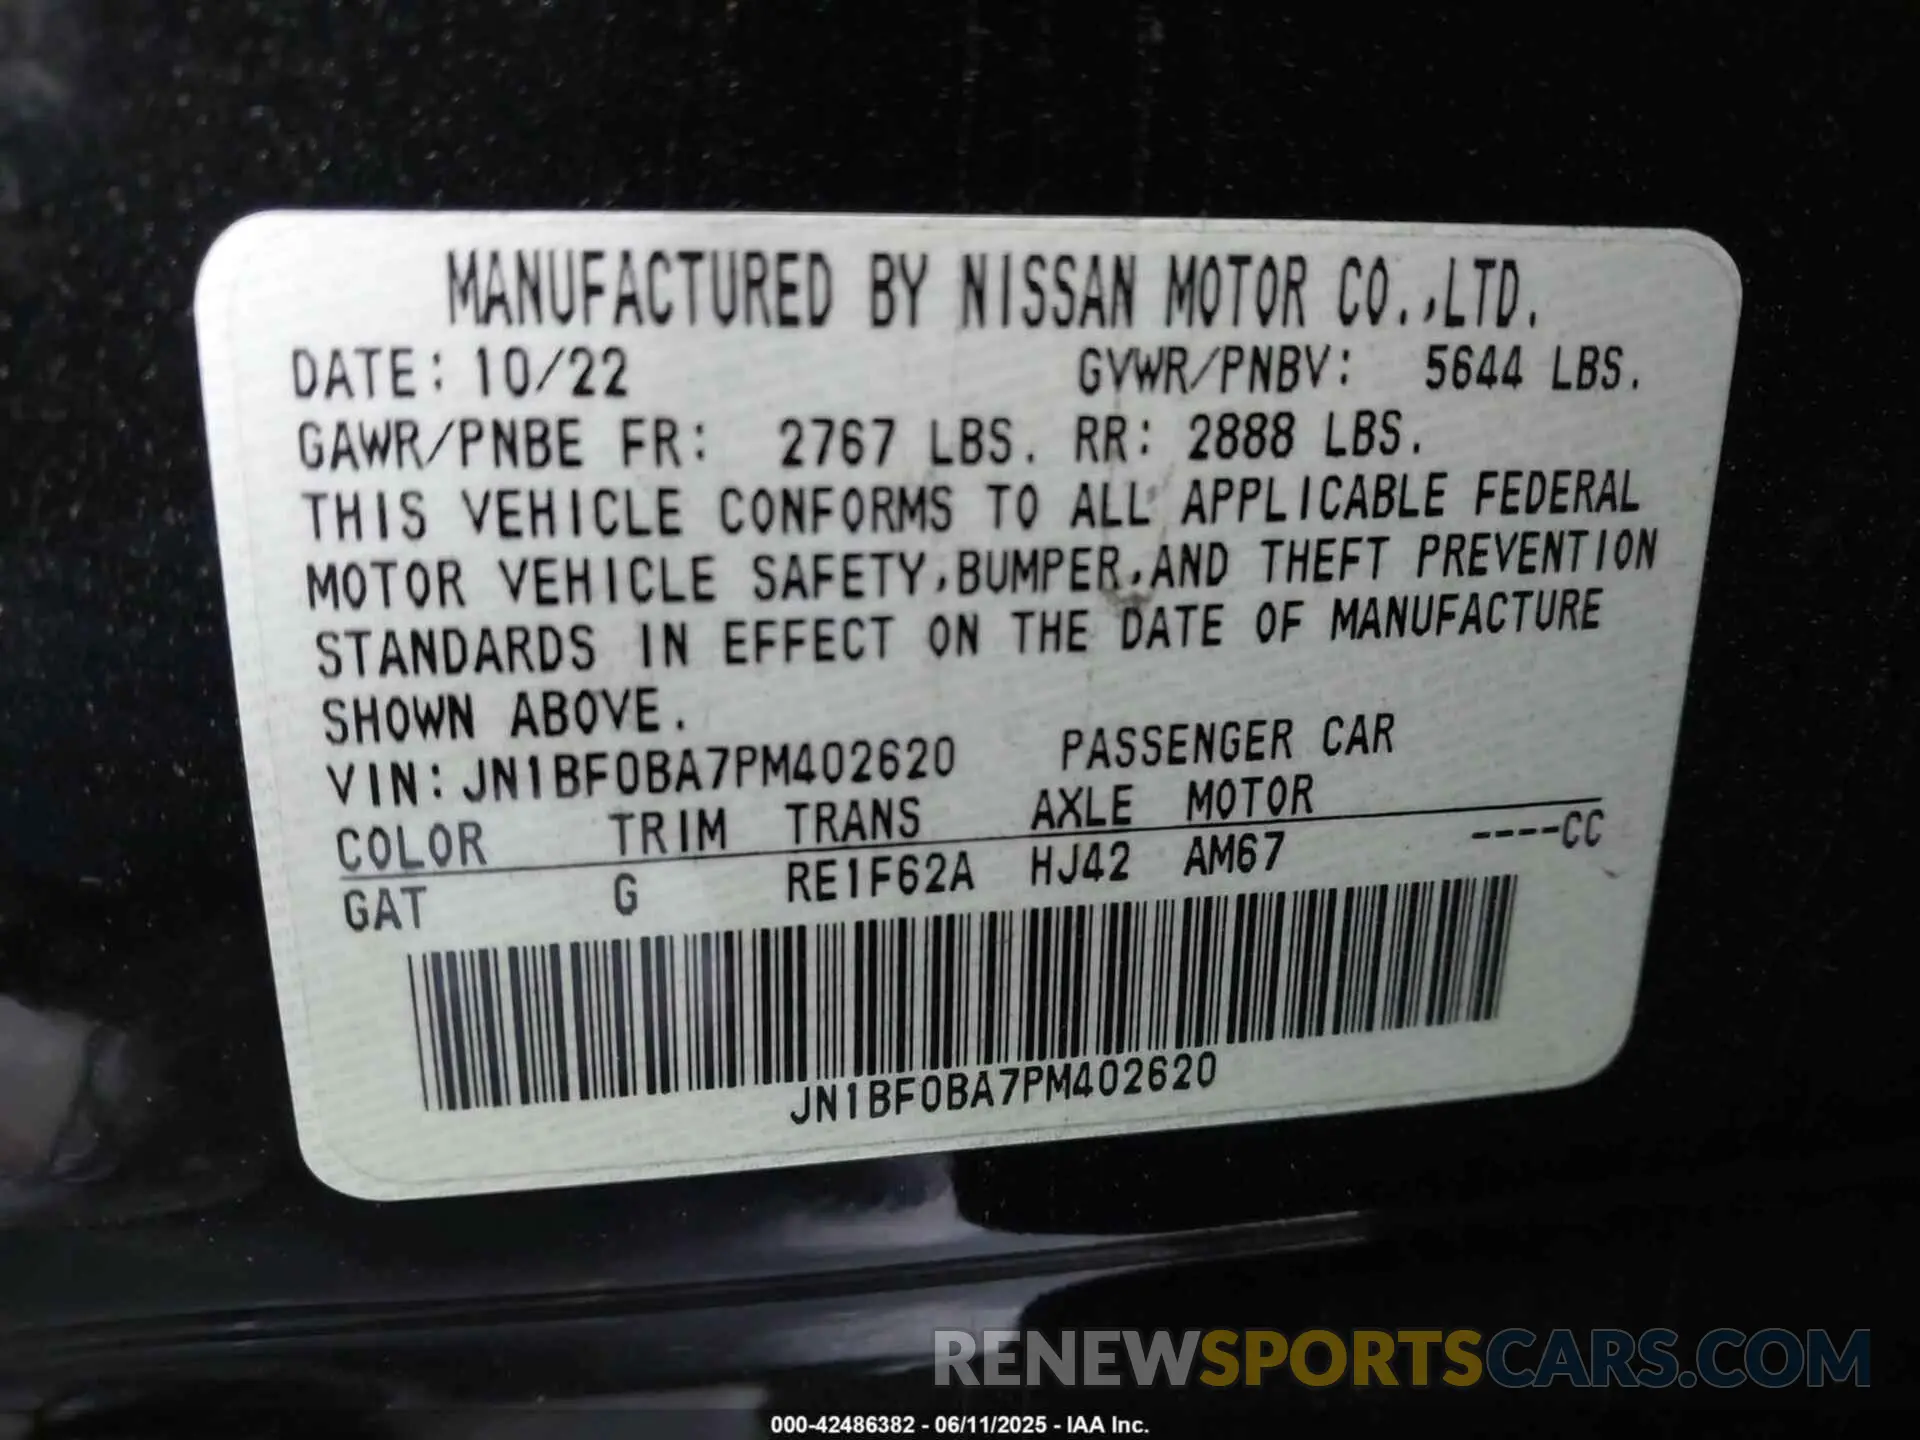 MANUFACTURED BY NISSAN MOTOR CO.,LTD.
DATE: 10/22 GVWR/PNBV: 5644 LBS.
GAWR/PNBE FR: 2767 LBS. RR: 2888 LBS.
THIS VEHICLE CONFORMS TO ALL APPLICABLE FEDERAL
MOTOR VEHICLE SAFETY,BUMPER,AND THEFT PREVENTION
STANDARDS IN EFFECT ON THE DATE OF MANUFACTURE
SHOWN ABOVE.
VIN: JN1BF0BA7PM402620 PASSENGER CAR
COLOR TRIM TRANS AXLE MOTOR
GAT G RE1F62A HJ42 AM67 ----CC
JN1BF0BA7PM402620
RENEWSPORTSCARS.COM
000-42486382 - 06/11/2025 - IAA Inc.